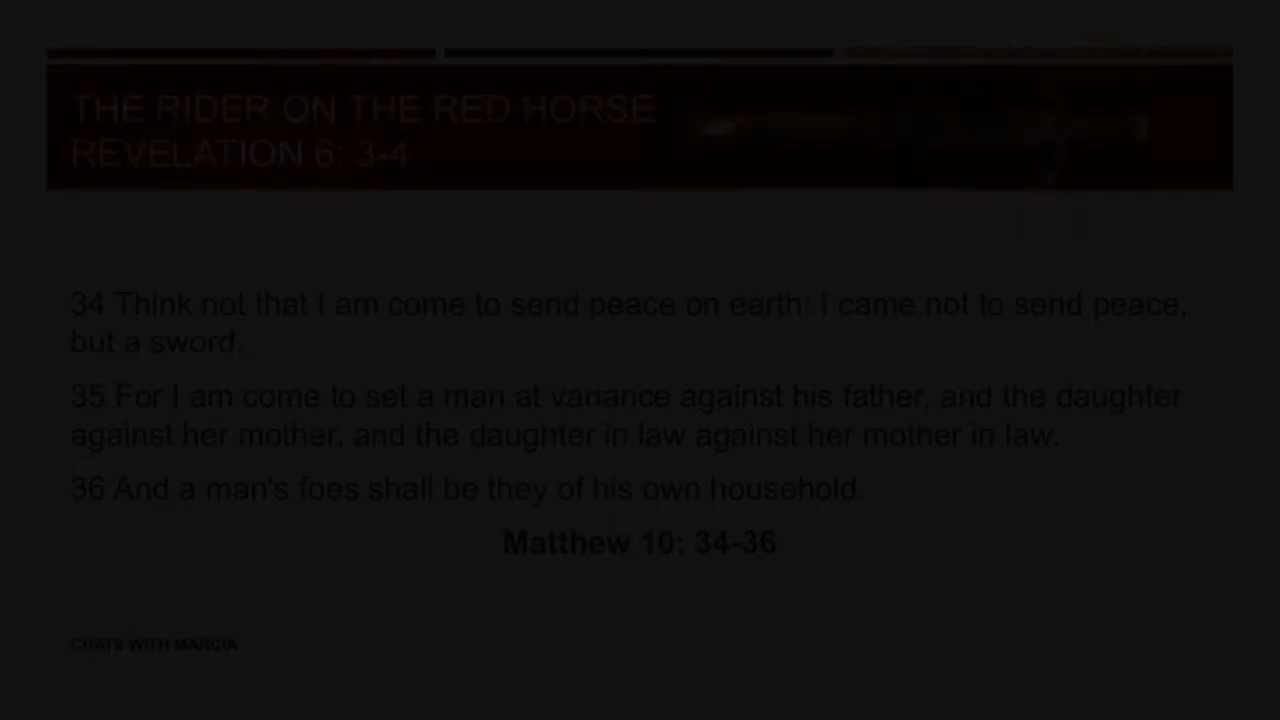 THE RIDER ON THE RED HORSE
REVELATION 6: 3-4
34 Think not that I am come to send peace on earth: I came not to send peace,
but a sword.
35 For I am come to set a man at variance against his father, and the daughter
against her mother, and the daughter in law against her mother in law.
36 And a man's foes shall be they of his own household.
Matthew 10: 34-36
CHATS WITH MARCIA